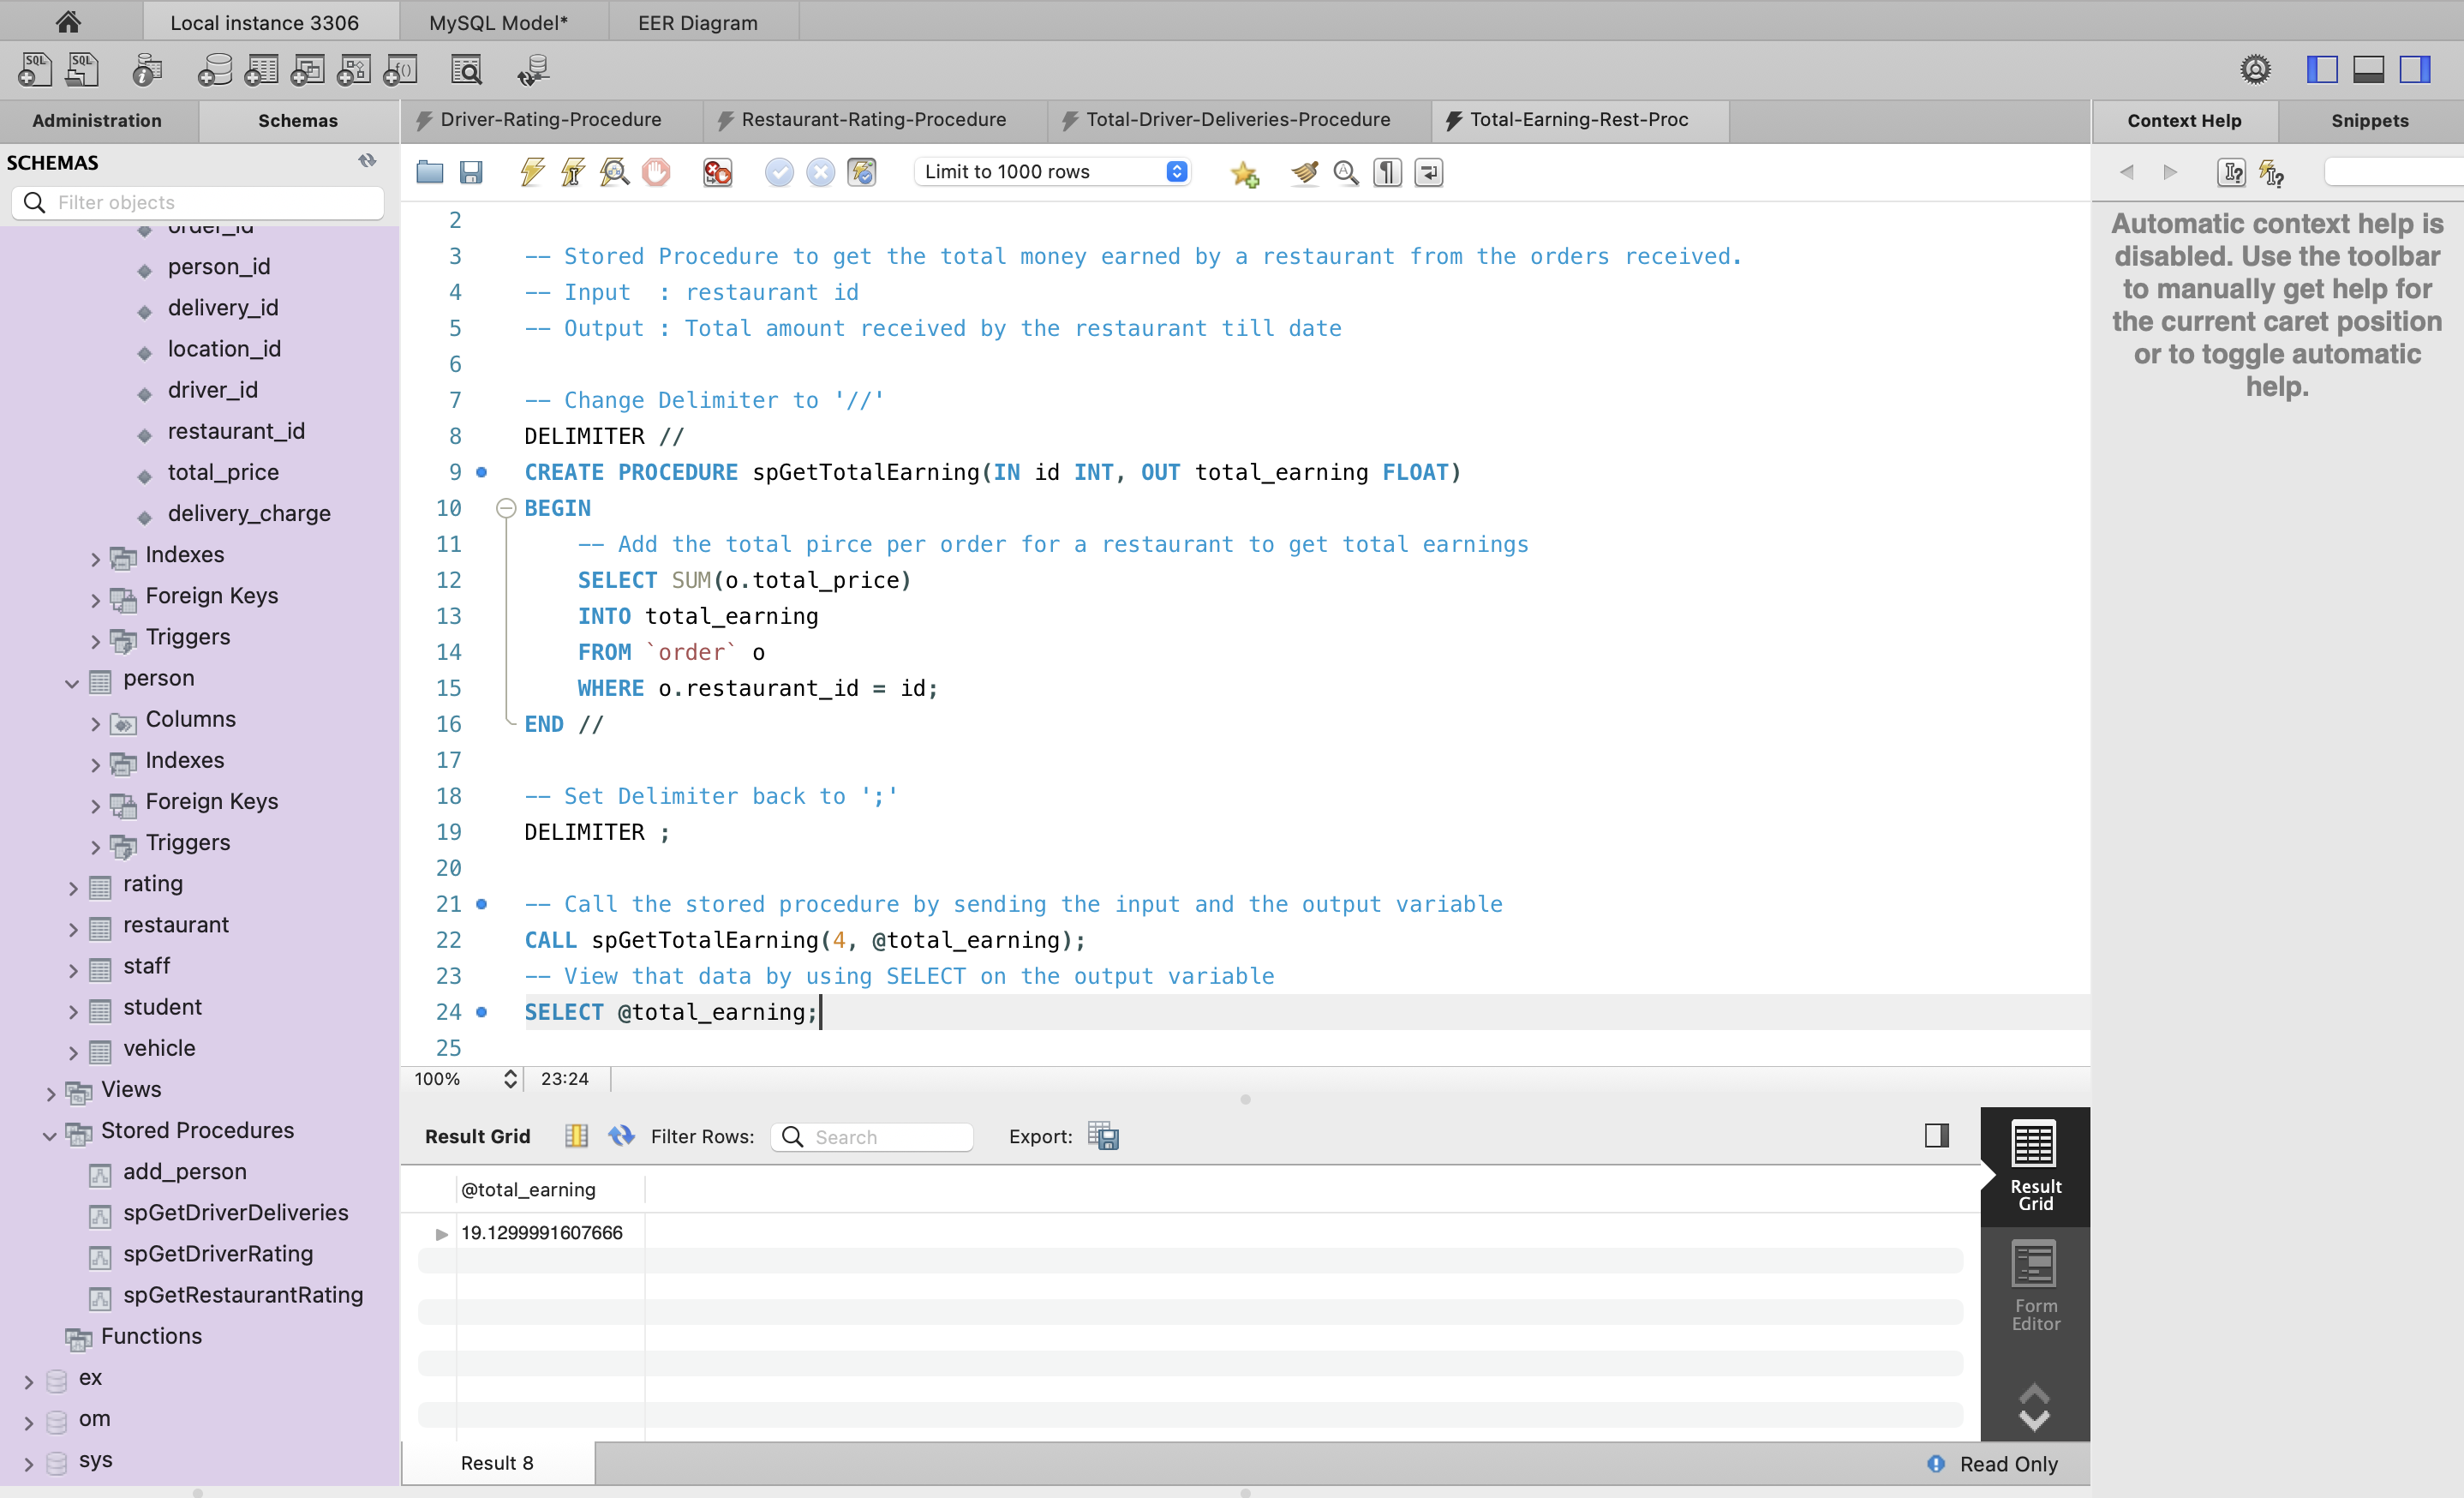 Local instance 3306
MySQL Model*
EER Diagram
Administration
Schemas
Driver-Rating-Procedure
Restaurant-Rating-Procedure
Total-Driver-Deliveries-Procedure
Total-Earning-Rest-Proc
Context Help
Snippets
SCHEMAS
Filter objects
order_id
person_id
delivery_id
location_id
driver_id
restaurant_id
total_price
delivery_charge
Indexes
Foreign Keys
Triggers
person
Columns
Indexes
Foreign Keys
Triggers
rating
restaurant
staff
student
vehicle
Views
Stored Procedures
add_person
spGetDriverDeliveries
spGetDriverRating
spGetRestaurantRating
Functions
ex
om
sys
Limit to 1000 rows
2
3 -- Stored Procedure to get the total money earned by a restaurant from the orders received.
4 -- Input  : restaurant id
5 -- Output : Total amount received by the restaurant till date
6
7 -- Change Delimiter to '//'
8 DELIMITER //
9 CREATE PROCEDURE spGetTotalEarning(IN id INT, OUT total_earning FLOAT)
10 BEGIN
11 -- Add the total pirce per order for a restaurant to get total earnings
12 SELECT SUM(o.total_price)
13 INTO total_earning
14 FROM `order` o
15 WHERE o.restaurant_id = id;
16 END //
17
18 -- Set Delimiter back to ';'
19 DELIMITER ;
20
21 -- Call the stored procedure by sending the input and the output variable
22 CALL spGetTotalEarning(4, @total_earning);
23 -- View that data by using SELECT on the output variable
24 SELECT @total_earning;
25
100%
23:24
Result Grid
Filter Rows:
Search
Export:
@total_earning
19.1299991607666
Result
Grid
Form
Editor
Result 8
Read Only
Automatic context help is
disabled. Use the toolbar
to manually get help for
the current caret position
or to toggle automatic
help.